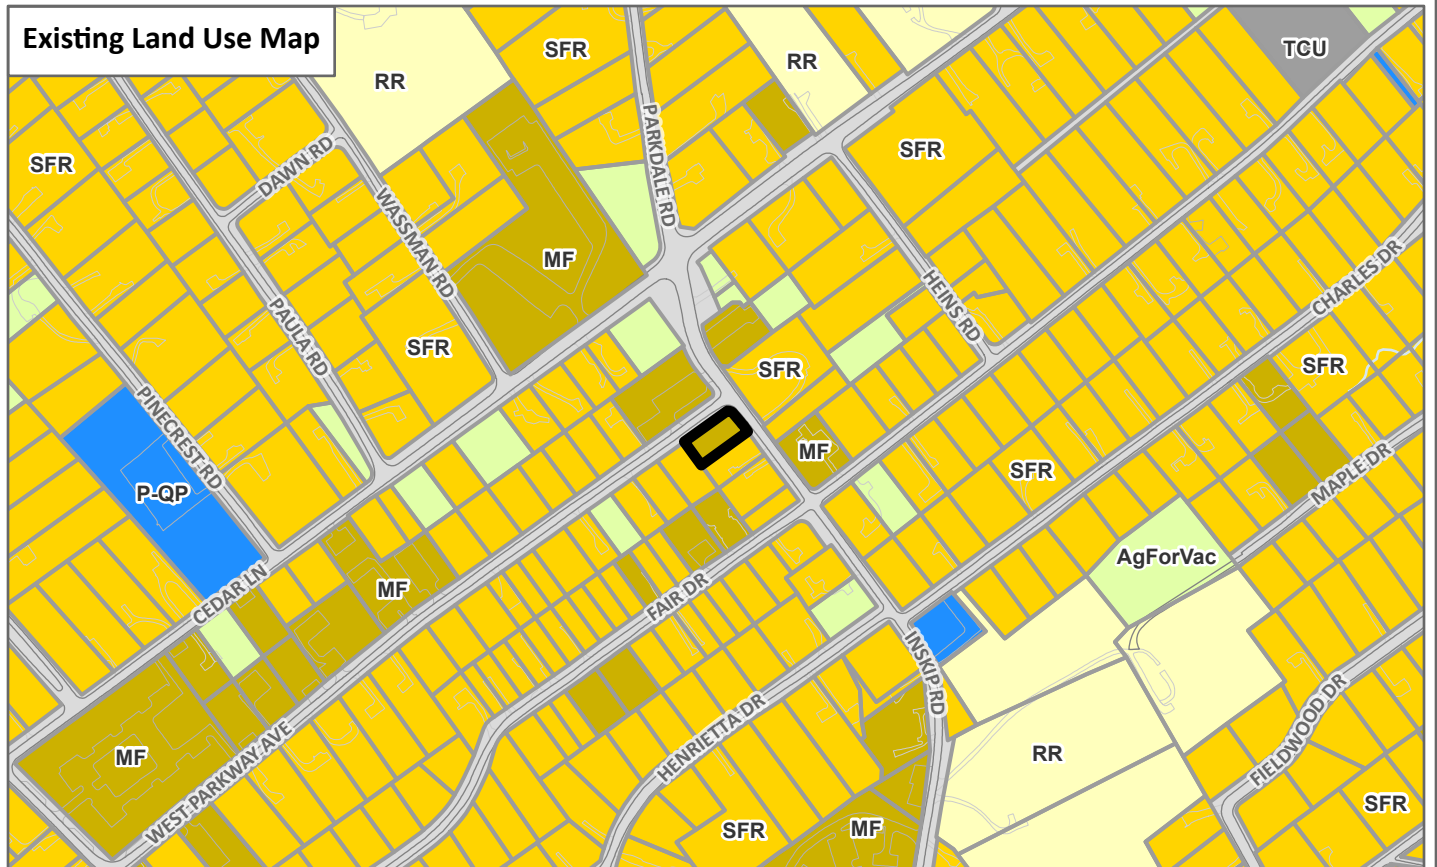 Existing Land Use Map
RR
SFR
RR
TCU
SFR
DAWN RD
PARKDALE RD
SFR
WASSMAN RD
MF
PAULA RD
SFR
HEINS RD
CHARLES DR
SFR
SFR
PINECREST RD
P-QP
MF
SFR
MAPLE DR
AgForVac
CEDAR LN
MF
FAIR DR
INSKIP RD
MF
WEST PARKWAY AVE
HENRIETTA DR
RR
FIELDWOOD DR
SFR
MF
SFR